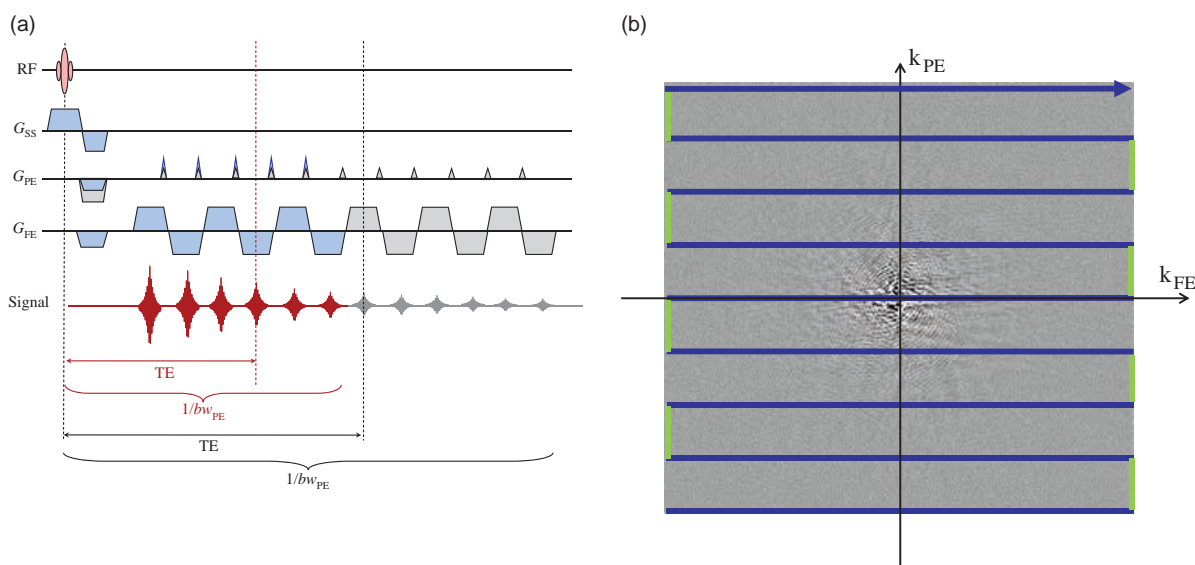 (a)
RF
G_SS
G_PE
G_FE
Signal
TE
1/bw_PE
TE
1/bw_PE
(b)
k_PE
k_FE